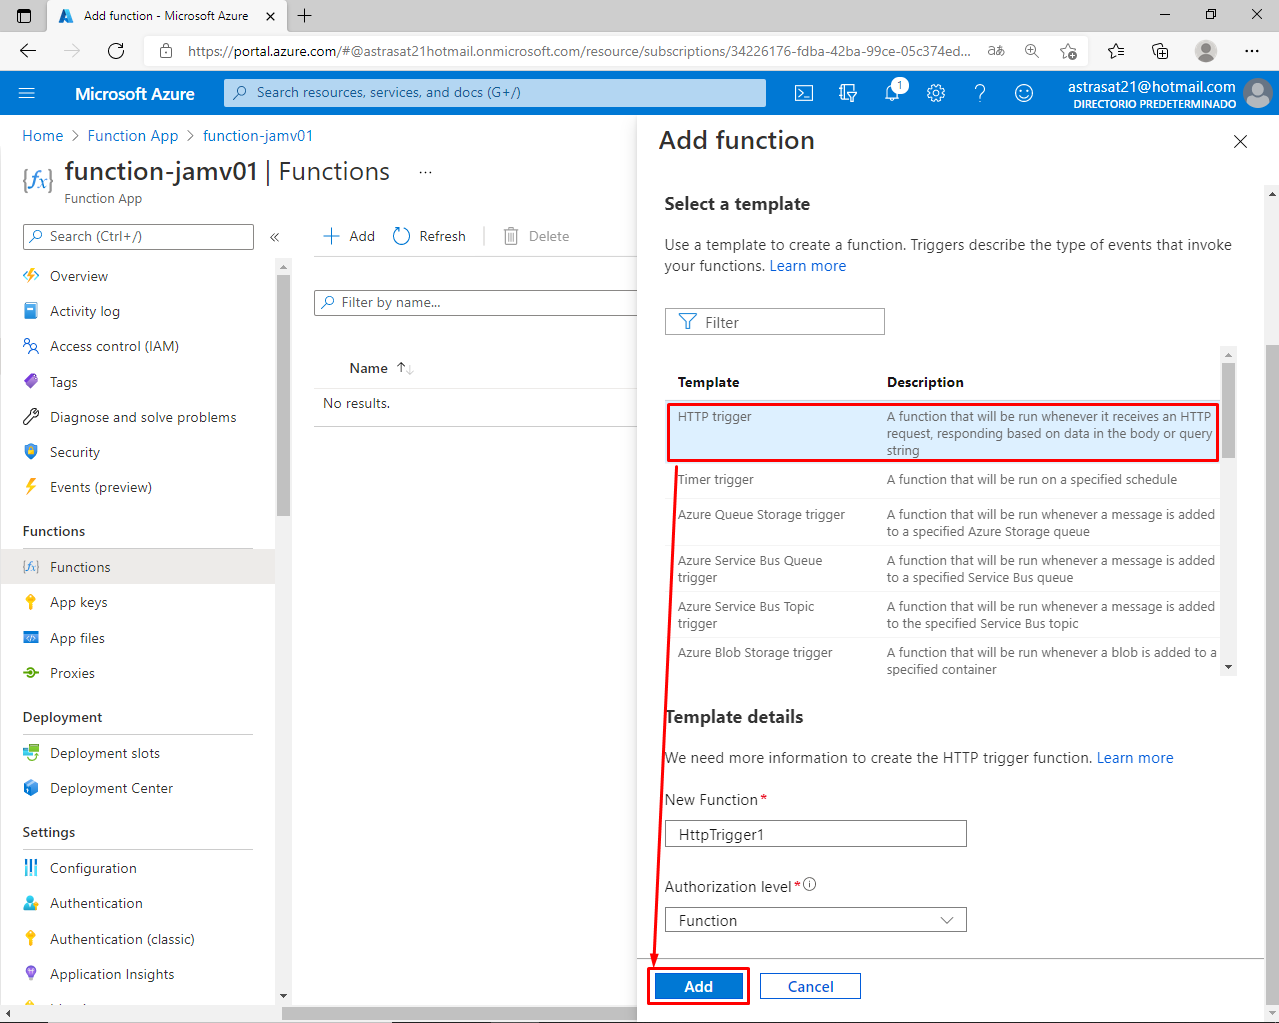 Add function - Microsoft Azure
https://portal.azure.com/#@astrasat21hotmail.onmicrosoft.com/resource/subscriptions/34226176-fdba-42ba-99ce-05c374ed...
Microsoft Azure
Search resources, services, and docs (G+/)
1
astrasat21@hotmail.com
DIRECTORIO PREDETERMINADO
Home > Function App > function-jamv01
function-jamv01 | Functions ...
Function App
Search (Ctrl+/)
Overview
Activity log
Access control (IAM)
Tags
Diagnose and solve problems
Security
Events (preview)
Functions
Functions
App keys
App files
Proxies
Deployment
Deployment slots
Deployment Center
Settings
Configuration
Authentication
Authentication (classic)
Application Insights
Add
Refresh
Delete
Filter by name...
Name
No results.
Add function
Select a template
Use a template to create a function. Triggers describe the type of events that invoke
your functions. Learn more
Filter
Template Description
HTTP trigger A function that will be run whenever it receives an HTTP
request, responding based on data in the body or query
string
Timer trigger A function that will be run on a specified schedule
Azure Queue Storage trigger A function that will be run whenever a message is added
to a specified Azure Storage queue
Azure Service Bus Queue A function that will be run whenever a message is added
trigger to a specified Service Bus queue
Azure Service Bus Topic A function that will be run whenever a message is added
trigger to the specified Service Bus topic
Azure Blob Storage trigger A function that will be run whenever a blob is added to a
specified container
Template details
We need more information to create the HTTP trigger function. Learn more
New Function*
HttpTrigger1
Authorization level*
Function
Add
Cancel